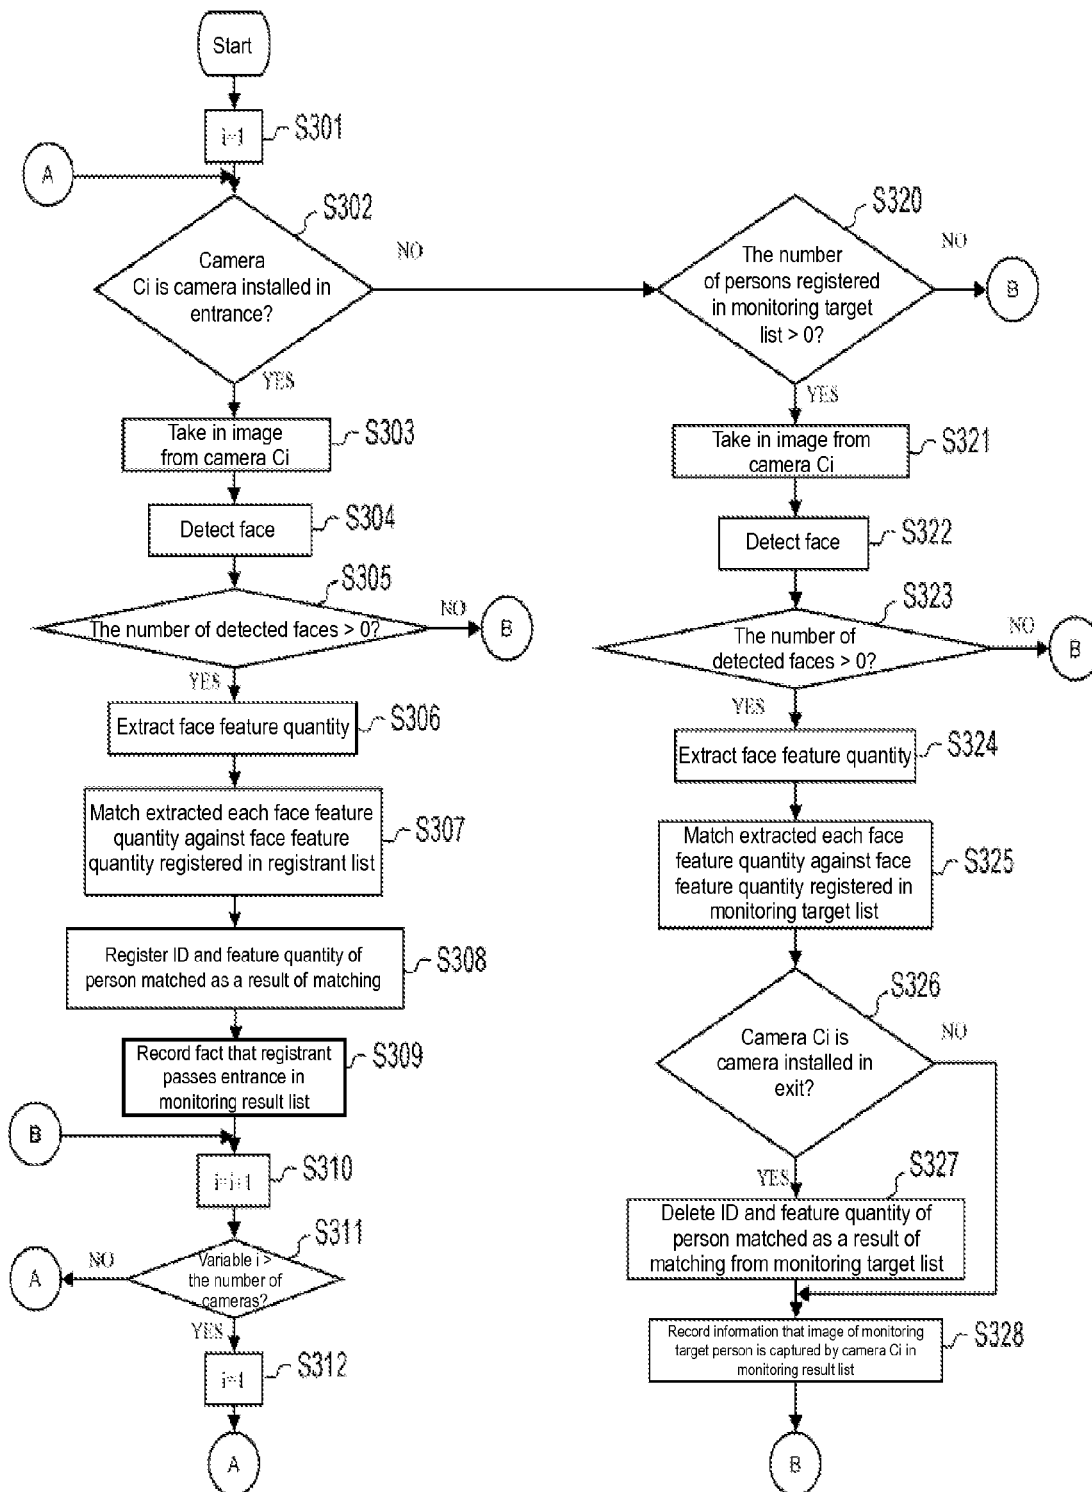 Start
i=1
S301
A
S302
Camera
Ci is camera installed in
entrance?
NO
YES
Take in image
from camera Ci
S303
Detect face
S304
S305
The number of detected faces > 0?
NO
B
YES
Extract face feature quantity
S306
Match extracted each face feature
quantity against face feature
quantity registered in registrant list
S307
Register ID and feature quantity of
person matched as a result of matching
S308
Record fact that registrant
passes entrance in
monitoring result list
S309
B
i=i+1
S310
S311
Variable i >
the number of
cameras?
NO
A
YES
i=1
S312
A
S320
The number
of persons registered
in monitoring target
list > 0?
NO
B
YES
Take in image from
camera Ci
S321
Detect face
S322
S323
The number of
detected faces > 0?
NO
B
YES
Extract face feature quantity
S324
Match extracted each face
feature quantity against face
feature quantity registered in
monitoring target list
S325
S326
Camera Ci is
camera installed in
exit?
NO
YES
S327
Delete ID and feature quantity of
person matched as a result of
matching from monitoring target list
Record information that image of monitoring
target person is captured by camera Ci in
monitoring result list
S328
B